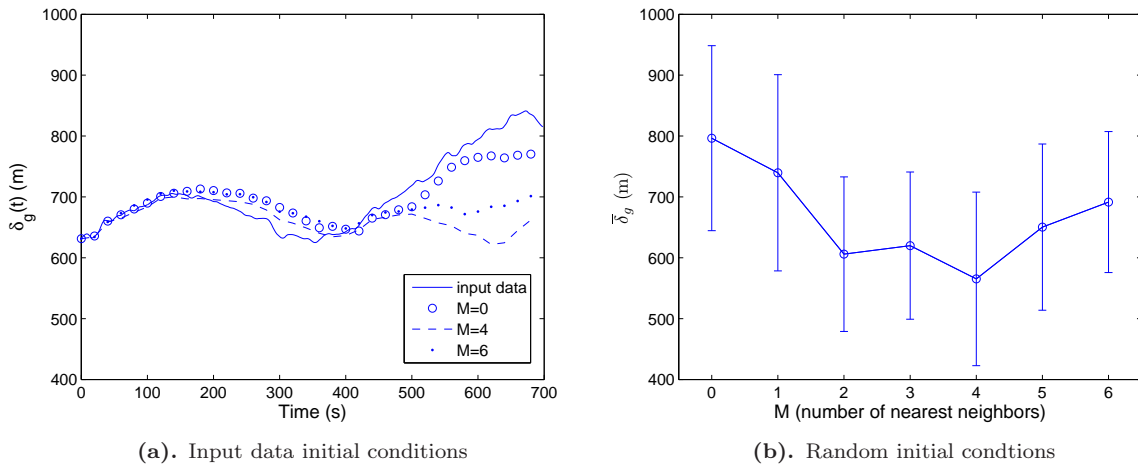 1000
900
800
700
600
500
400
δg(t) (m)
0 100 200 300 400 500 600 700
Time (s)
input data
M=0
M=4
M=6
(a). Input data initial conditions
1000
900
800
700
600
500
400
δ̅g (m)
0 1 2 3 4 5 6
M (number of nearest neighbors)
(b). Random initial condtions